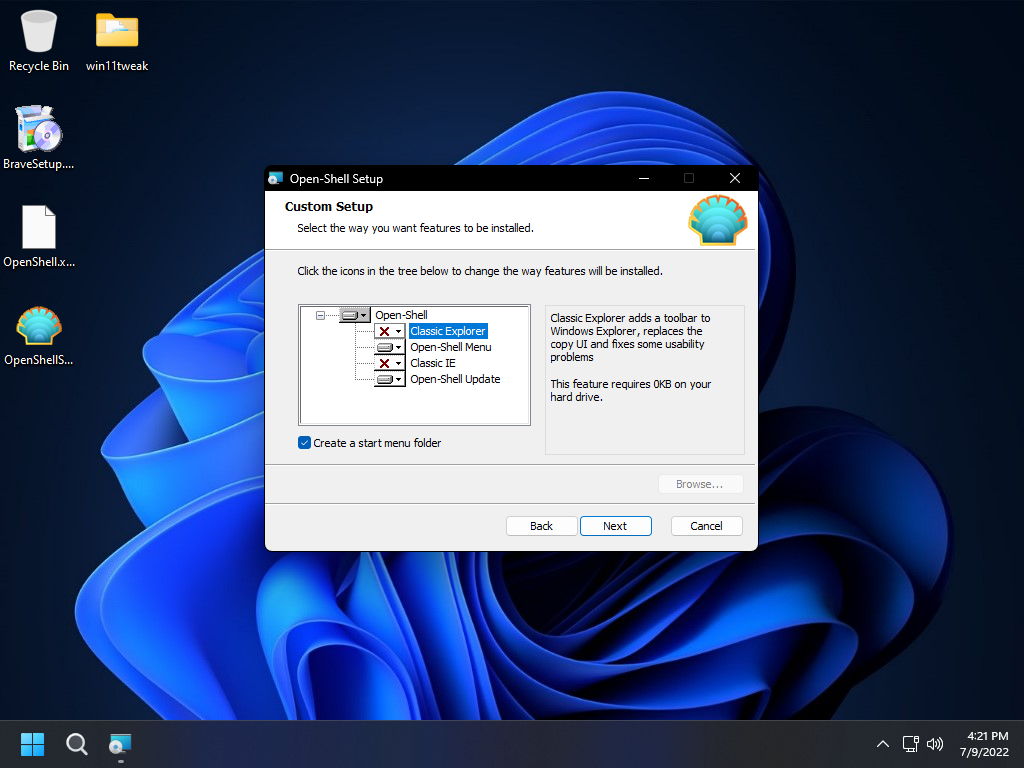 Recycle Bin
win11tweak
BraveSetup....
OpenShell.x...
OpenShellS...
Open-Shell Setup
Custom Setup
Select the way you want features to be installed.
Click the icons in the tree below to change the way features will be installed.
Open-Shell
Classic Explorer
Open-Shell Menu
Classic IE
Open-Shell Update
Classic Explorer adds a toolbar to
Windows Explorer, replaces the
copy UI and fixes some usability
problems
This feature requires 0KB on your
hard drive.
Create a start menu folder
Browse...
Back
Next
Cancel
4:21 PM
7/9/2022